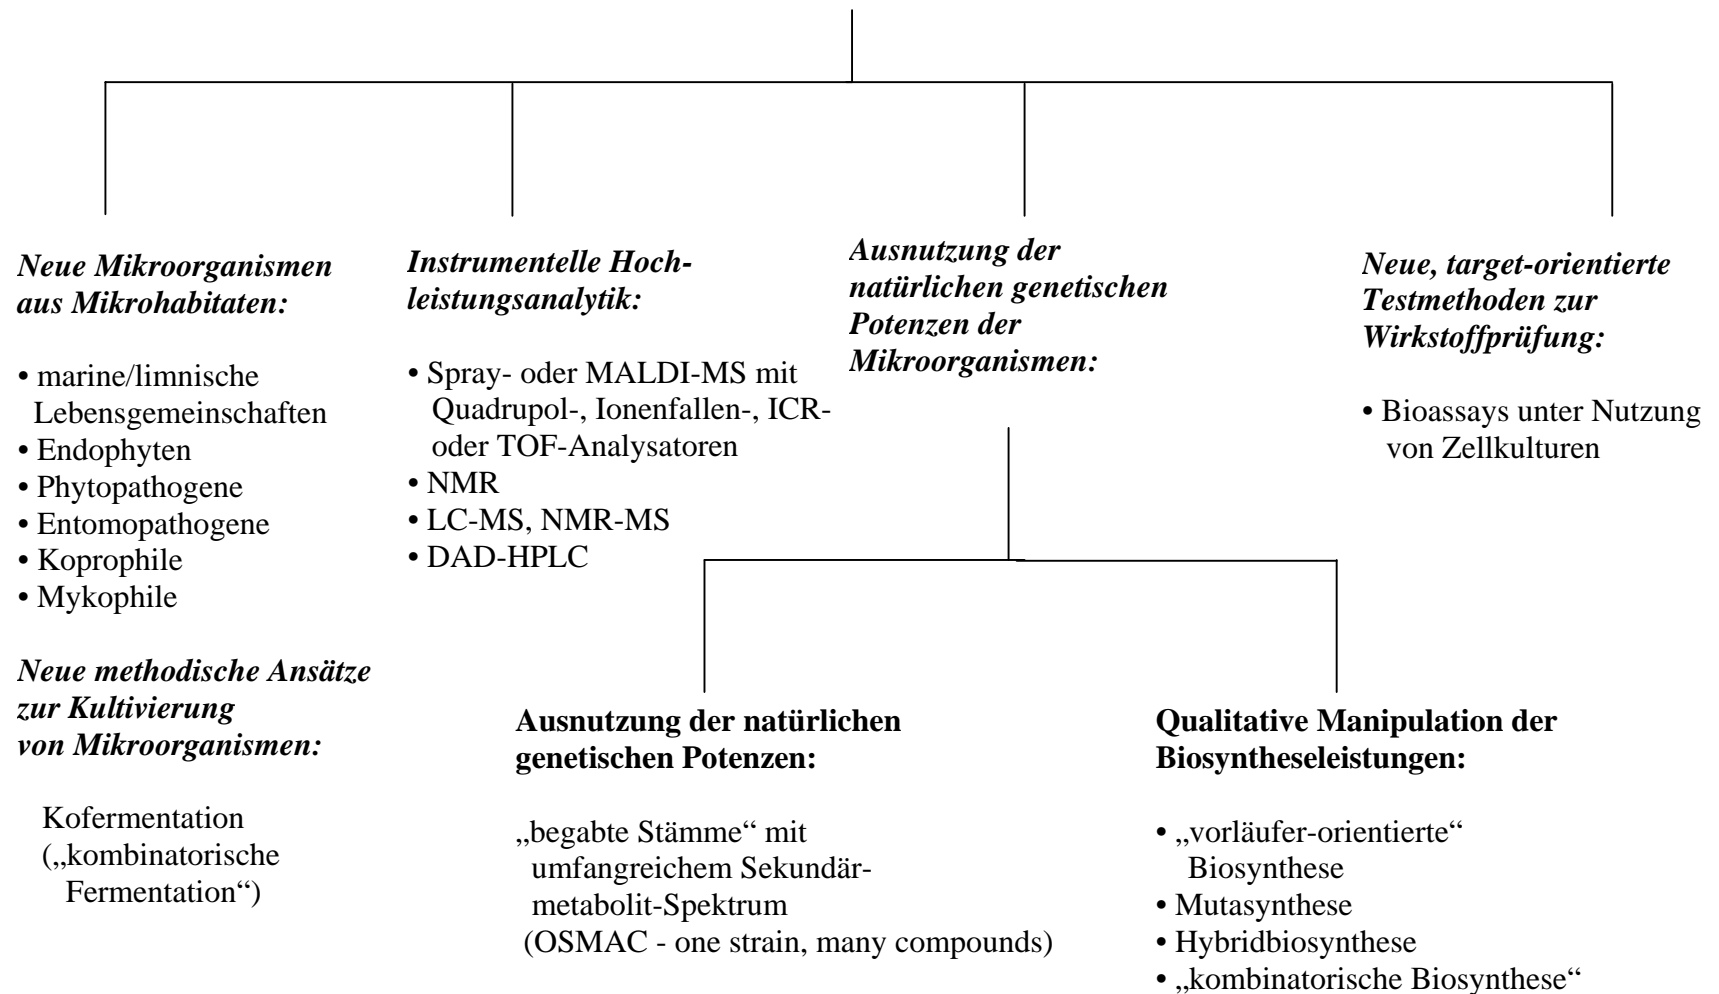 Neue Mikroorganismen
aus Mikrohabitaten:
• marine/limnische
Lebensgemeinschaften
• Endophyten
• Phytopathogene
• Entomopathogene
• Koprophile
• Mykophile
Neue methodische Ansätze
zur Kultivierung
von Mikroorganismen:
Kofermentation
(„kombinatorische
Fermentation“)
Instrumentelle Hoch-
leistungsanalytik:
• Spray- oder MALDI-MS mit
Quadrupol-, Ionenfallen-, ICR-
oder TOF-Analysatoren
• NMR
• LC-MS, NMR-MS
• DAD-HPLC
Ausnutzung der
natürlichen genetischen
Potenzen der
Mikroorganismen:
Ausnutzung der natürlichen
genetischen Potenzen:
„begabte Stämme“ mit
umfangreichem Sekundär-
metabolit-Spektrum
(OSMAC - one strain, many compounds)
Qualitative Manipulation der
Biosyntheseleistungen:
• „vorläufer-orientierte“
Biosynthese
• Mutasynthese
• Hybridbiosynthese
• „kombinatorische Biosynthese“
Neue, target-orientierte
Testmethoden zur
Wirkstoffprüfung:
• Bioassays unter Nutzung
von Zellkulturen